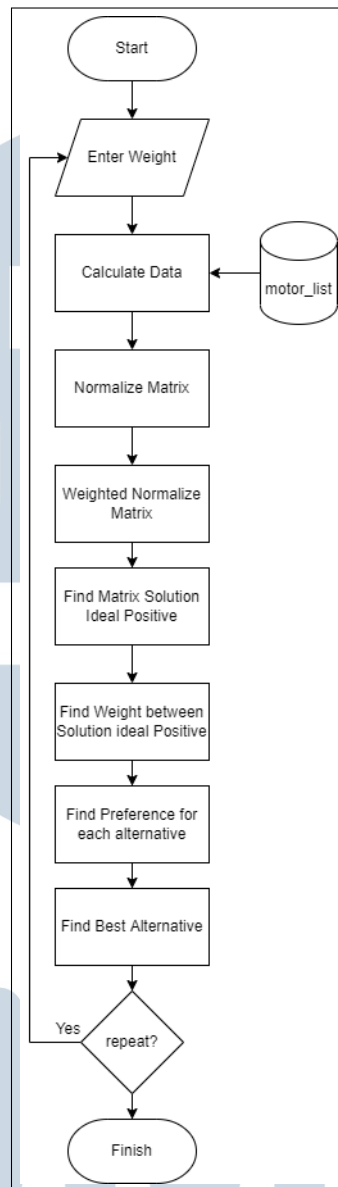 Start
Enter Weight
Calculate Data
motor_list
Normalize Matrix
Weighted Normalize
Matrix
Find Matrix Solution
Ideal Positive
Find Weight between
Solution ideal Positive
Find Preference for
each alternative
Find Best Alternative
Yes
repeat?
Finish